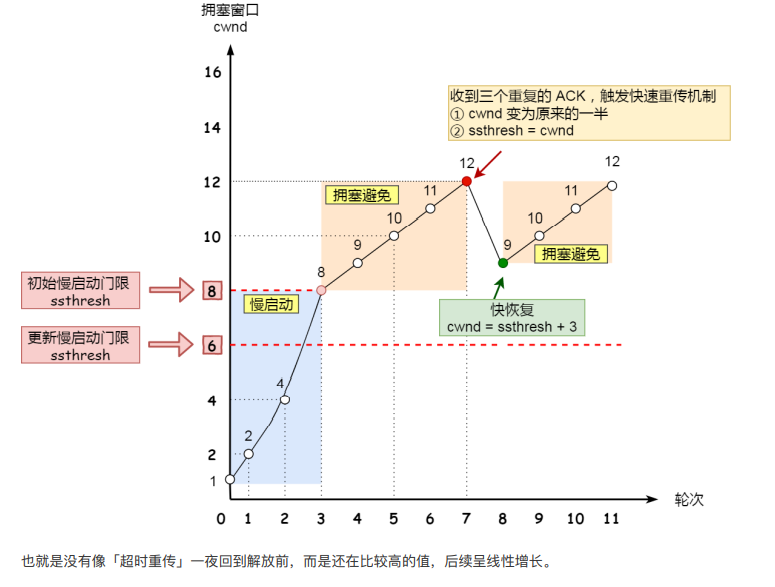 拥塞窗口
cwnd
16
14
12
10
8
6
4
2
1
收到三个重复的 ACK，触发快速重传机制
① cwnd 变为原来的一半
② ssthresh = cwnd
12
12
拥塞避免
11
11
10
10
9
9
8
拥塞避免
初始慢启动门限
ssthresh
慢启动
快恢复
cwnd = ssthresh + 3
更新慢启动门限
ssthresh
4
2
轮次
0 1 2 3 4 5 6 7 8 9 10 11
也就是没有像「超时重传」一夜回到解放前，而是还在比较高的值，后续呈线性增长。